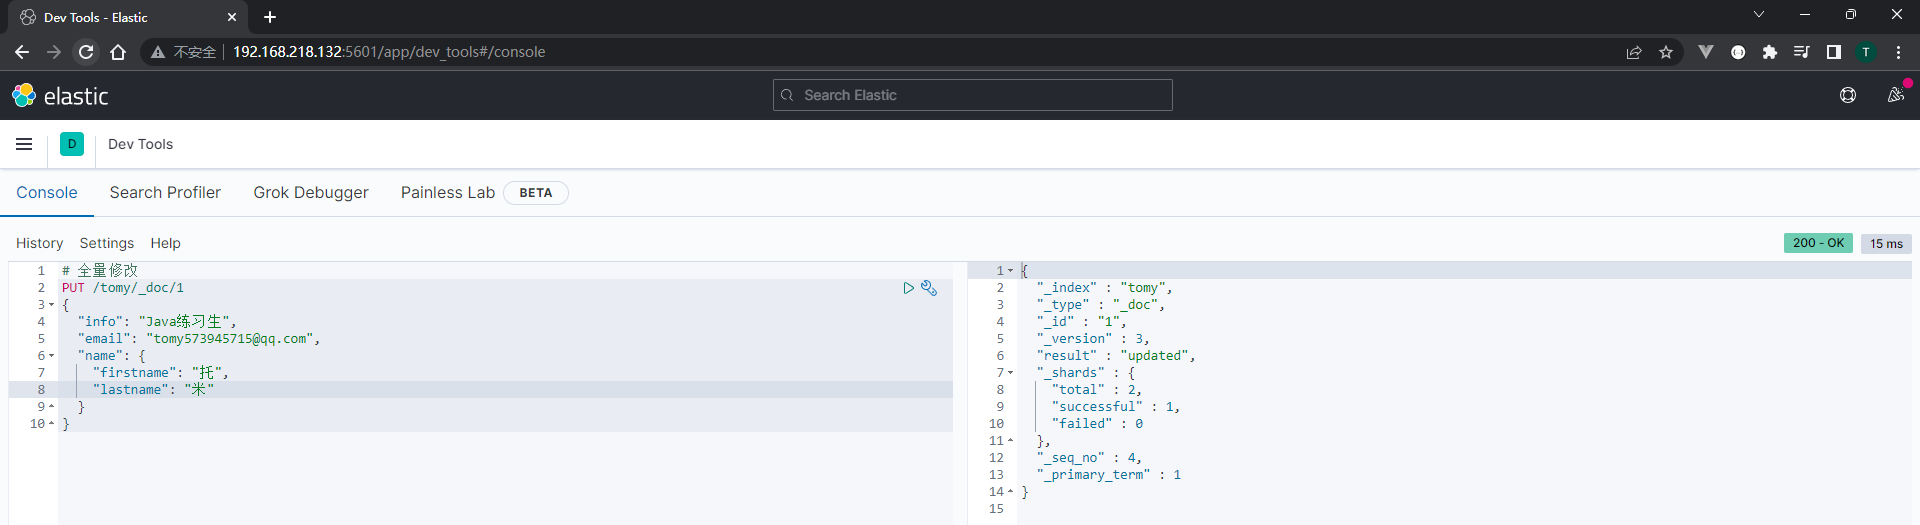 Dev Tools - Elastic
不安全 192.168.218.132:5601/app/dev_tools#/console
T
elastic
Search Elastic
D
Dev Tools
Console Search Profiler Grok Debugger Painless Lab BETA
History Settings Help
200 - OK 15 ms
1 # 全量修改
2 PUT /tomy/_doc/1
3 {
4 "info": "Java练习生",
5 "email": "tomy573945715@qq.com",
6 "name": {
7 "firstname": "托",
8 "lastname": "米"
9 }
10 }
1 {
2 "_index" : "tomy",
3 "_type" : "_doc",
4 "_id" : "1",
5 "_version" : 3,
6 "result" : "updated",
7 "_shards" : {
8 "total" : 2,
9 "successful" : 1,
10 "failed" : 0
11 },
12 "_seq_no" : 4,
13 "_primary_term" : 1
14 }
15